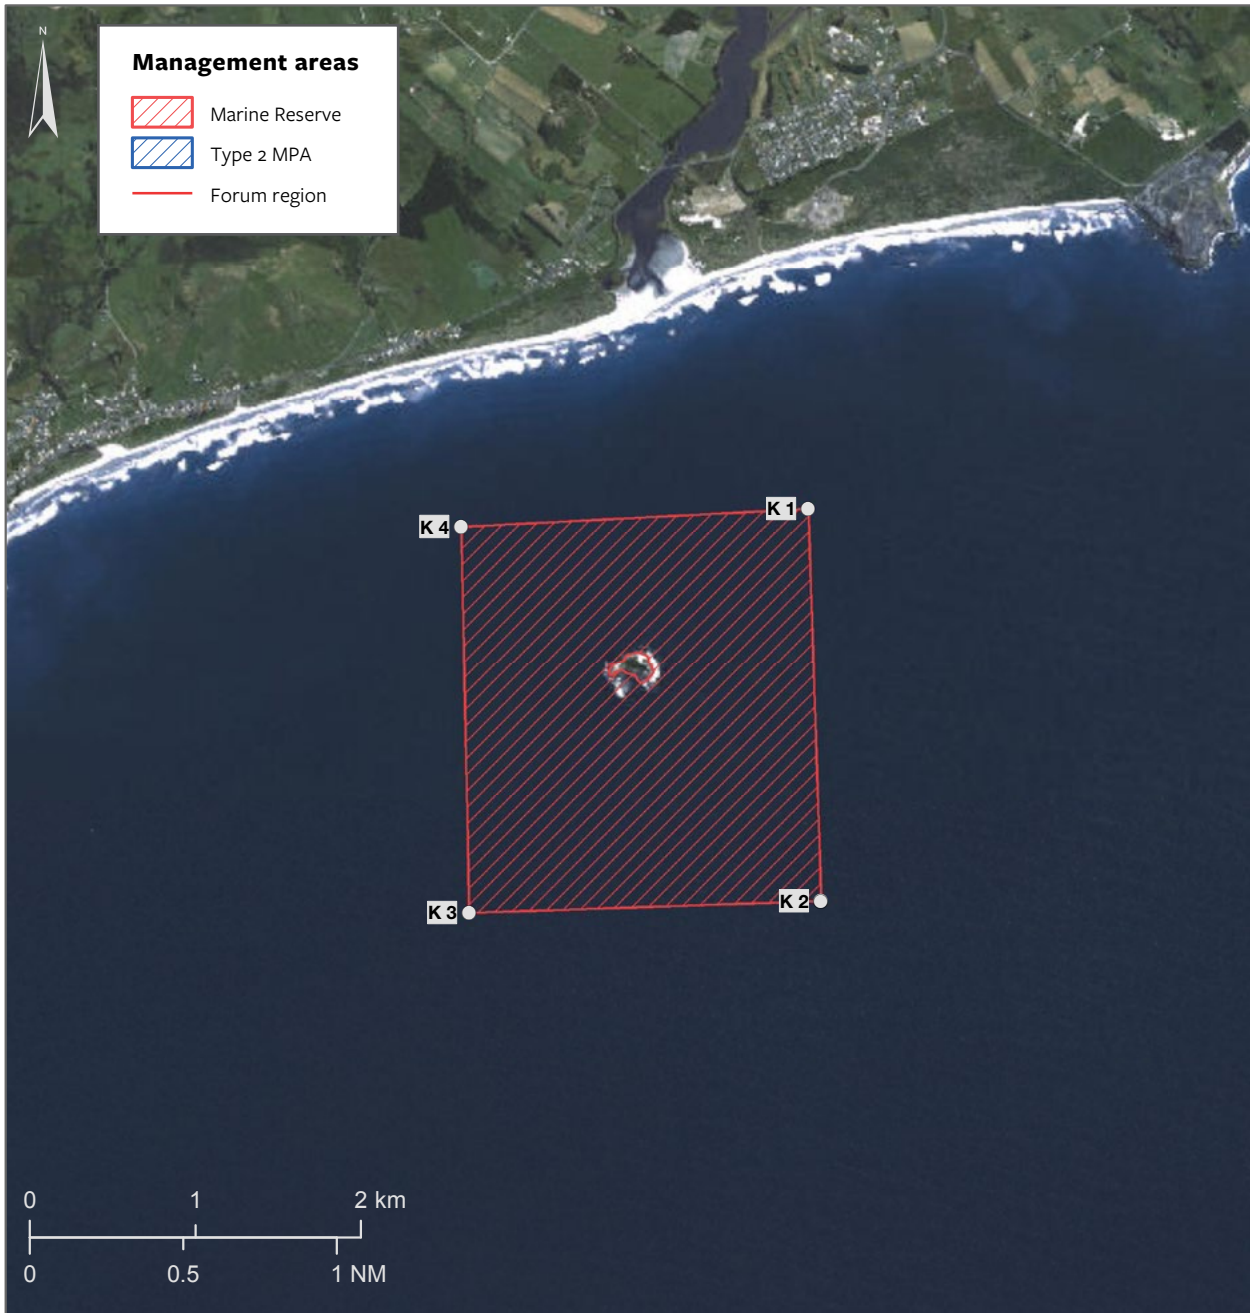 N
Management areas
Marine Reserve
Type 2 MPA
Forum region
K 1
K 4
K 2
K 3
0 1 2 km
0 0.5 1 NM